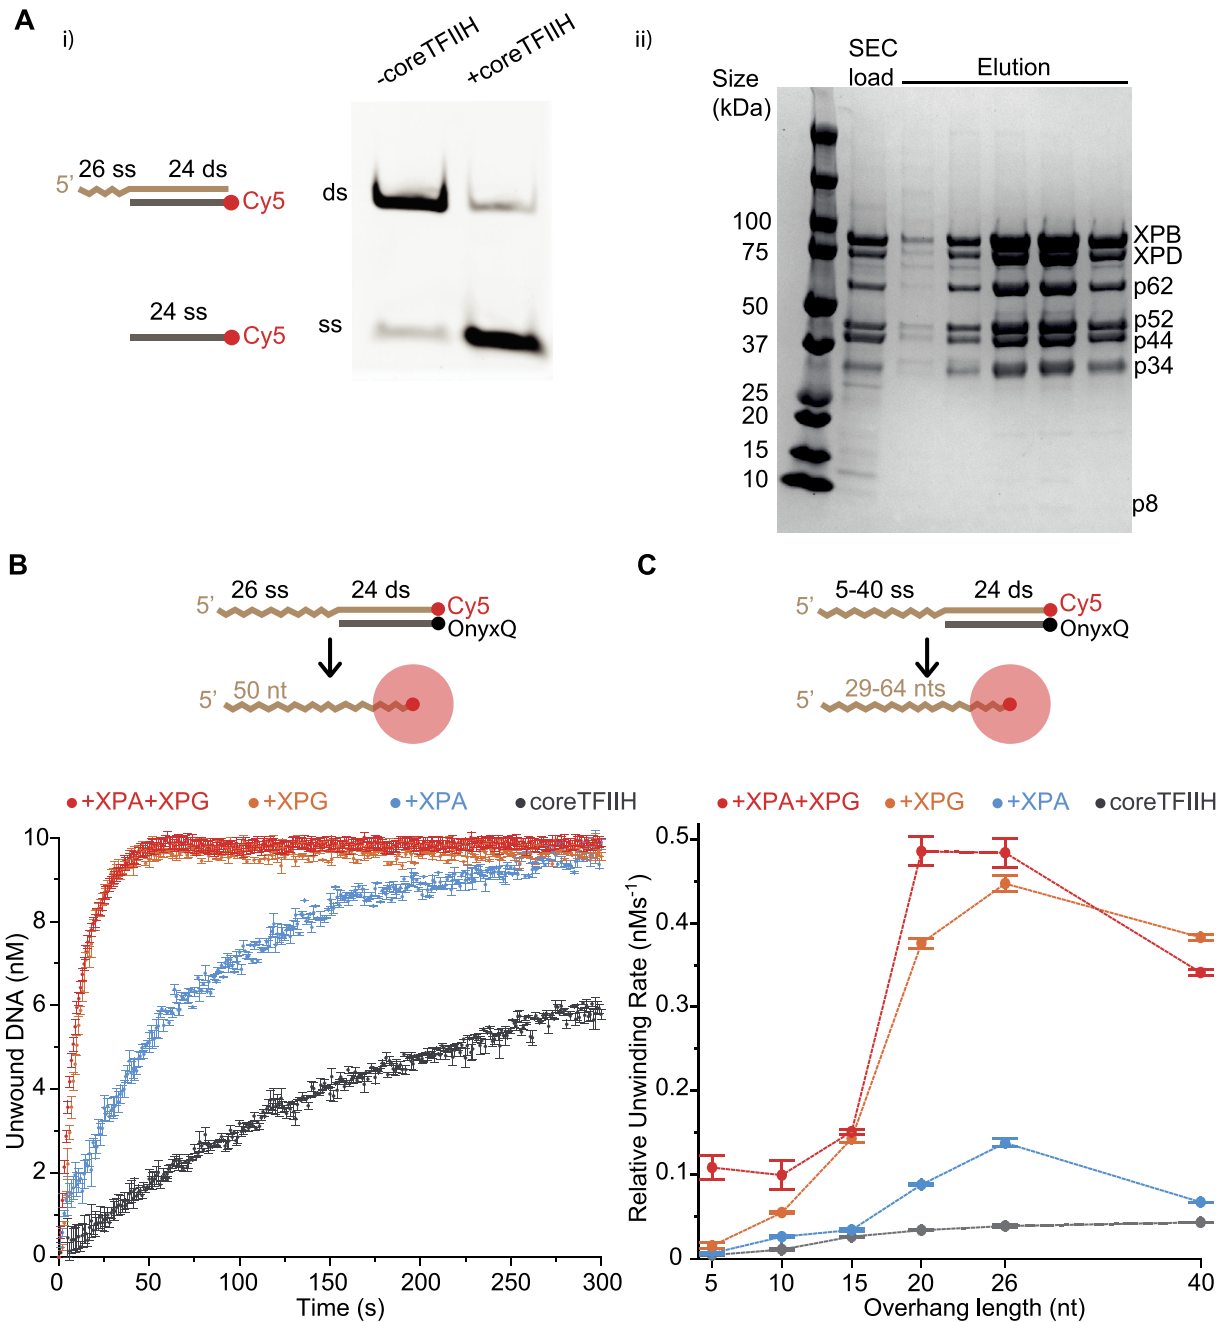 A
i)
-coreTFIIH
+coreTFIIH
26 ss
24 ds
5'
Cy5
ds
24 ss
Cy5
ss
ii)
SEC
load
Elution
Size
(kDa)
100
75
50
37
25
20
15
10
XPB
XPD
p62
p52
p44
p34
p8
B
26 ss
24 ds
5'
Cy5
OnyxQ
5'
50 nt
+XPA+XPG
+XPG
+XPA
coreTFIIH
Unwound DNA (nM)
10
8
6
4
2
0
0
50
100
150
200
250
300
Time (s)
C
5-40 ss
24 ds
5'
Cy5
OnyxQ
5'
29-64 nts
+XPA+XPG
+XPG
+XPA
coreTFIIH
Relative Unwinding Rate (nMs⁻¹)
0.5
0.4
0.3
0.2
0.1
0
5
10
15
20
26
40
Overhang length (nt)